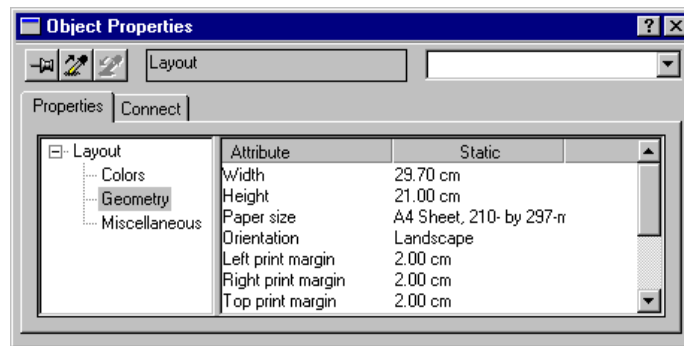 Object Properties
Layout
Properties Connect
Layout
Colors
Geometry
Miscellaneous
Attribute Static
Width 29.70 cm
Height 21.00 cm
Paper size A4 Sheet, 210- by 297-m
Orientation Landscape
Left print margin 2.00 cm
Right print margin 2.00 cm
Top print margin 2.00 cm